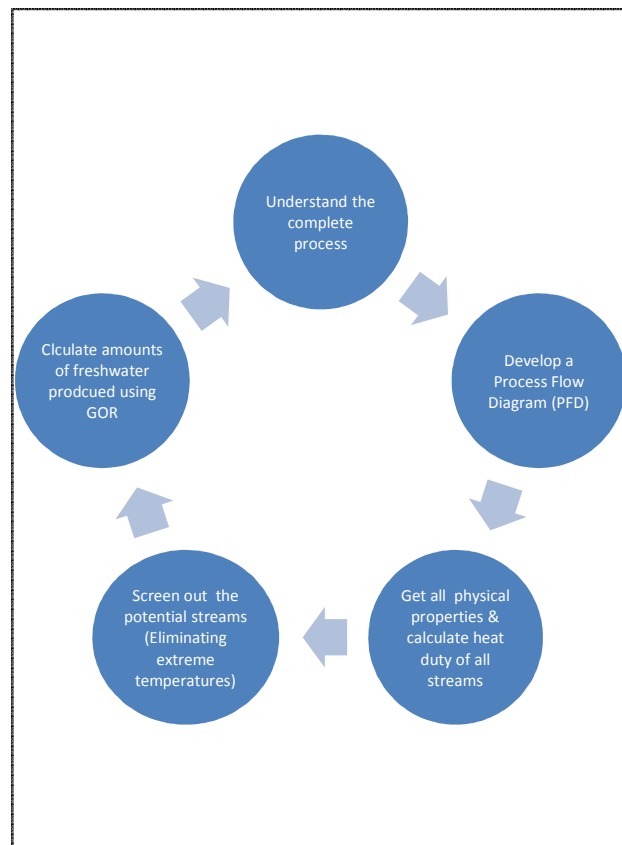 Understand the
complete
process
Develop a
Process Flow
Diagram (PFD)
Get all physical
properties &
calculate heat
duty of all
streams
Screen out the
potential streams
(Eliminating
extreme
temperatures)
Clculate amounts
of freshwater
prodcued using
GOR